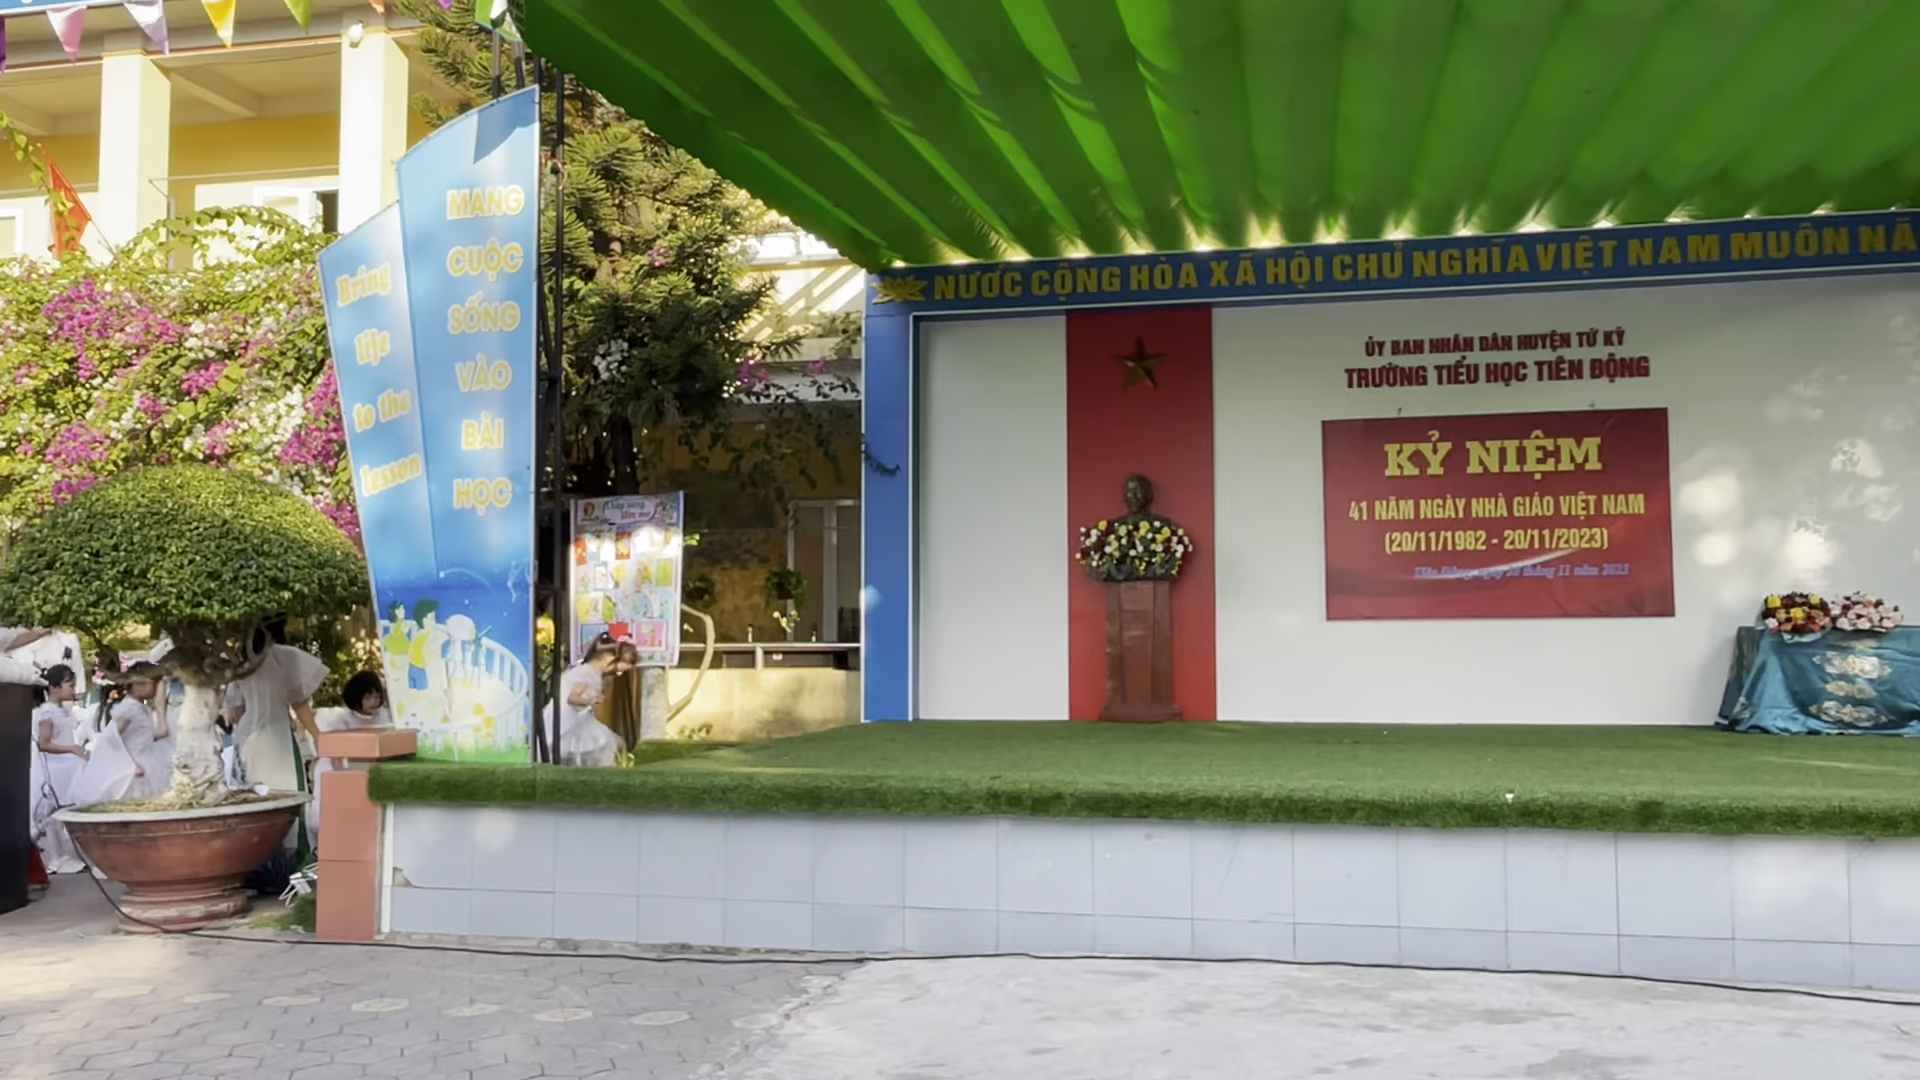 Bring
life
to the
lesson
MANG
CUỘC
SỐNG
VÀO
BÀI
HỌC
NƯỚC CỘNG HÒA XÃ HỘI CHỦ NGHĨA VIỆT NAM MUÔN NĂ
ỦY BAN NHÂN DÂN HUYỆN TỨ KỲ
TRƯỜNG TIỂU HỌC TIÊN ĐỘNG
KỶ NIỆM
41 NĂM NGÀY NHÀ GIÁO VIỆT NAM
(20/11/1982 - 20/11/2023)